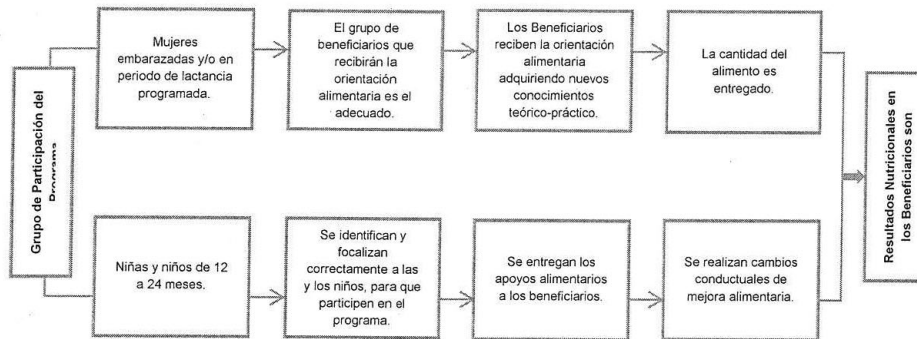 Grupo de Participación del
Programa
Mujeres
embarazadas y/o en
periodo de lactancia
programada.
El grupo de
beneficiarios que
recibirán la
orientación
alimentaria es el
adecuado.
Los Beneficiarios
reciben la orientación
alimentaria
adquiriendo nuevos
conocimientos
teórico-práctico.
La cantidad del
alimento es
entregado.
Niñas y niños de 12
a 24 meses.
Se identifican y
focalizan
correctamente a las
y los niños, para que
participen en el
programa.
Se entregan los
apoyos alimentarios
a los beneficiarios.
Se realizan cambios
conductuales de
mejora alimentaria.
Resultados Nutricionales en
los Beneficiarios son